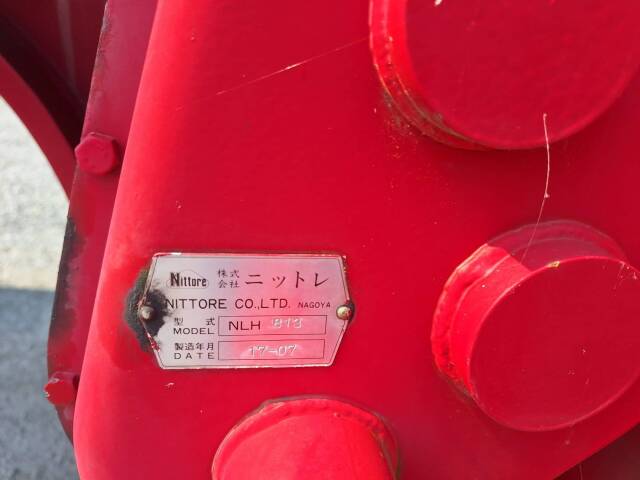 Nittore 株式会社 ニットレ
NITTORE CO.,LTD. NAGOYA
型式 MODEL NLH 813
製造年月 DATE 17-07